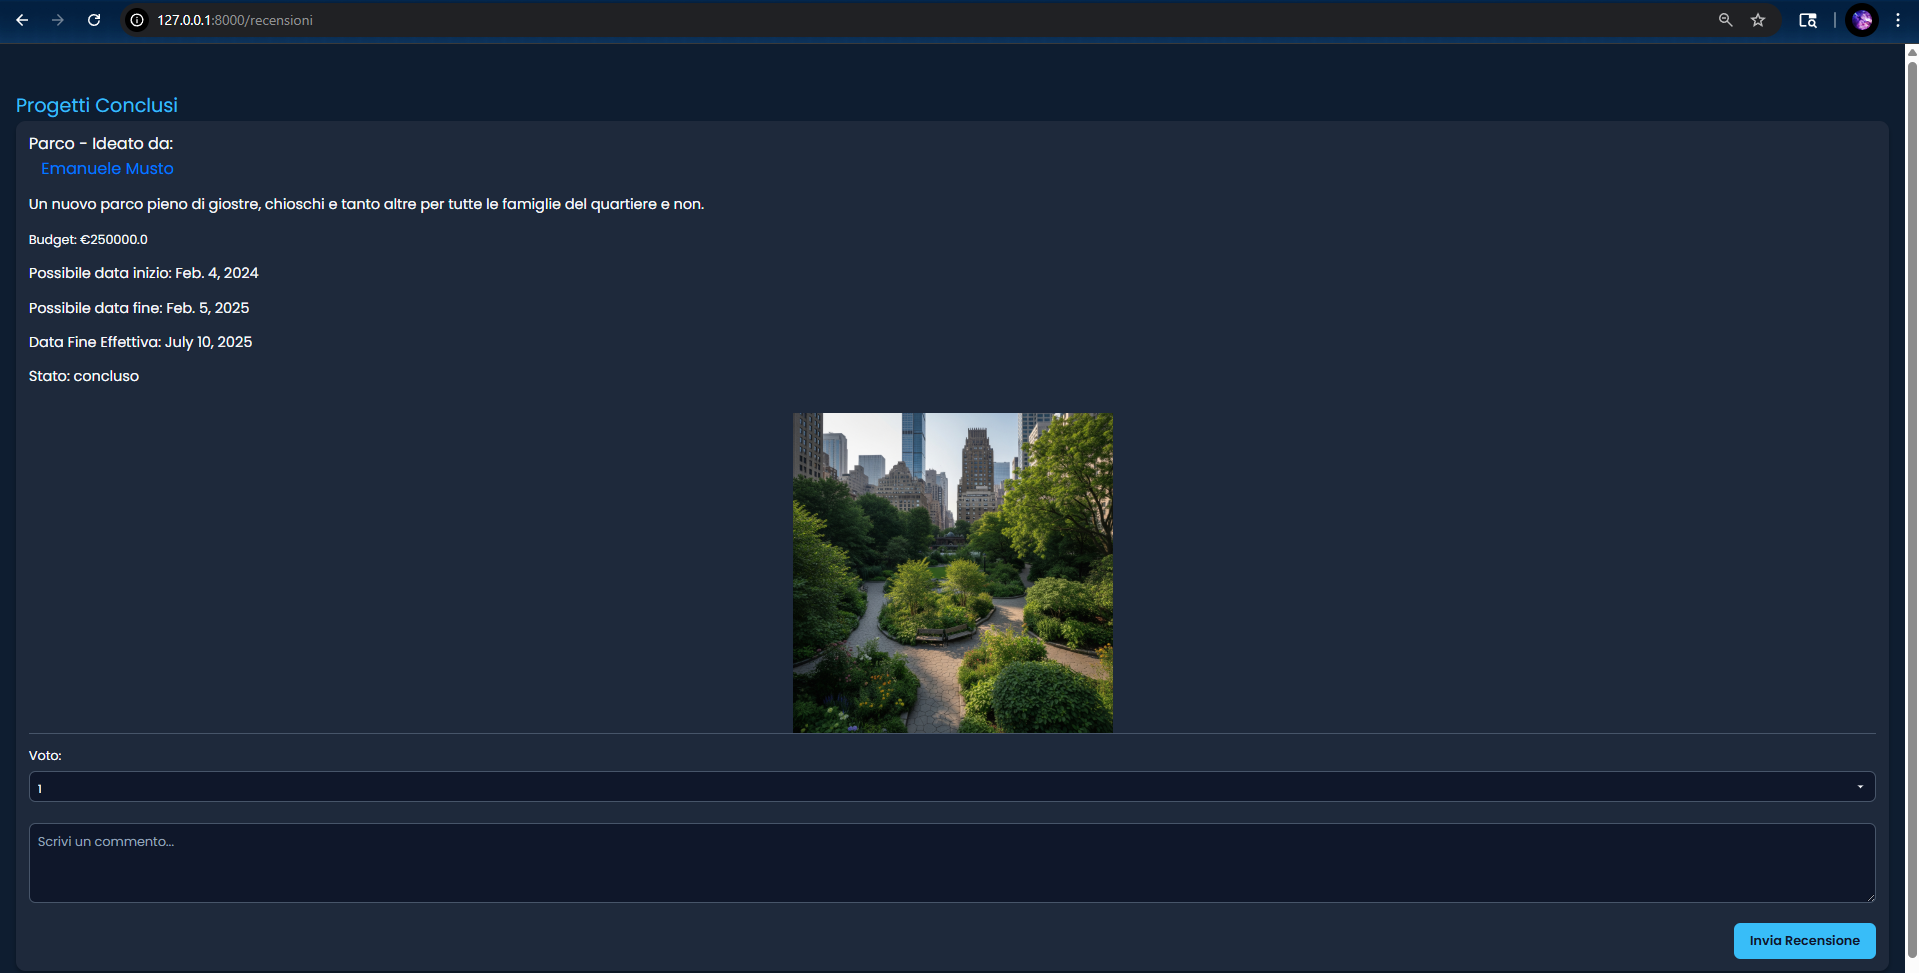 127.0.0.1:8000/recensioni
Progetti Conclusi
Parco - Ideato da:
Emanuele Musto
Un nuovo parco pieno di giostre, chioschi e tanto altre per tutte le famiglie del quartiere e non.
Budget: €250000.0
Possibile data inizio: Feb. 4, 2024
Possibile data fine: Feb. 5, 2025
Data Fine Effettiva: July 10, 2025
Stato: concluso
Voto:
1
Scrivi un commento...
Invia Recensione